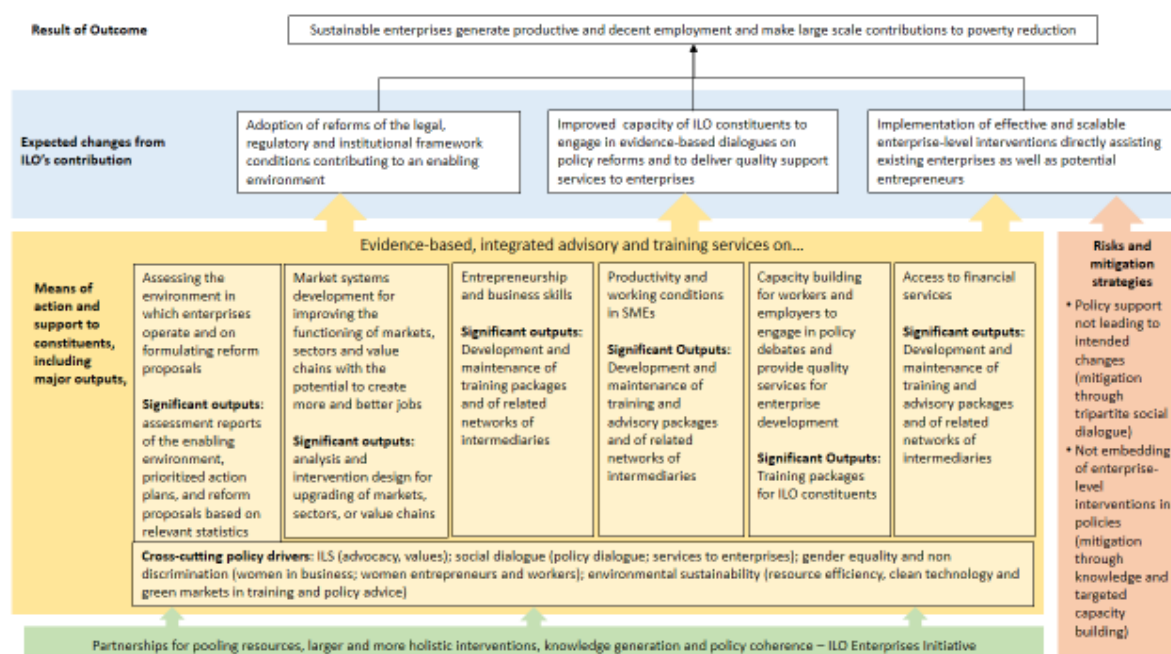 Result of Outcome
Sustainable enterprises generate productive and decent employment and make large scale contributions to poverty reduction
Expected changes from
ILO's contribution
Adoption of reforms of the legal,
regulatory and institutional framework
conditions contributing to an enabling
environment
Improved capacity of ILO constituents to
engage in evidence-based dialogues on
policy reforms and to deliver quality support
services to enterprises
Implementation of effective and scalable
enterprise-level interventions directly assisting
existing enterprises as well as potential
entrepreneurs
Evidence-based, integrated advisory and training services on...
Means of
action and
support to
constituents,
including
major outputs,
Assessing the
environment in
which enterprises
operate and on
formulating reform
proposals
Significant outputs:
assessment reports
of the enabling
environment,
prioritized action
plans, and reform
proposals based on
relevant statistics
Market systems
development for
improving the
functioning of markets,
sectors and value
chains with the
potential to create
more and better jobs
Significant outputs:
analysis and
intervention design for
upgrading of markets,
sectors, or value chains
Entrepreneurship
and business skills
Significant outputs:
Development and
maintenance of
training packages
and of related
networks of
intermediaries
Productivity and
working conditions
in SMEs
Significant Outputs:
Development and
maintenance of
training and
advisory packages
and of related
networks of
intermediaries
Capacity building
for workers and
employers to
engage in policy
debates and
provide quality
services for
enterprise
development
Significant Outputs:
Training packages
for ILO constituents
Access to financial
services
Significant outputs:
Development and
maintenance of
training and
advisory packages
and of related
networks of
intermediaries
Cross-cutting policy drivers: ILS (advocacy, values); social dialogue (policy dialogue; services to enterprises); gender equality and non
discrimination (women in business; women entrepreneurs and workers); environmental sustainability (resource efficiency, clean technology and
green markets in training and policy advice)
Partnerships for pooling resources, larger and more holistic interventions, knowledge generation and policy coherence – ILO Enterprises Initiative
Risks and
mitigation
strategies
• Policy support
not leading to
intended
changes
(mitigation
through
tripartite social
dialogue)
• Not embedding
of enterprise-
level
interventions in
policies
(mitigation
through
knowledge and
targeted
capacity
building)